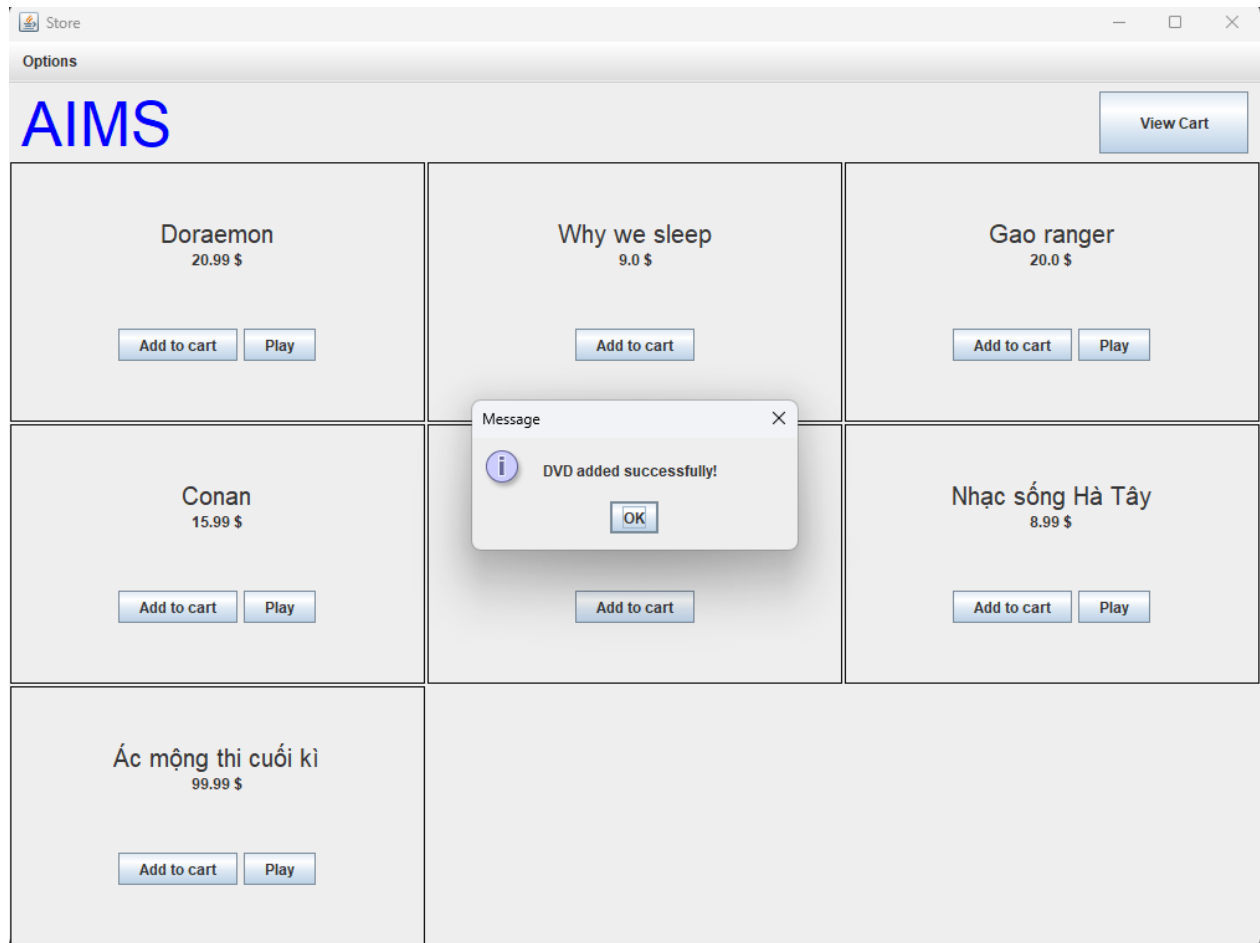 Store
Options
AIMS
View Cart
Doraemon
20.99 $
Add to cart Play
Why we sleep
9.0 $
Add to cart
Gao ranger
20.0 $
Add to cart Play
Conan
15.99 $
Add to cart Play
Message
DVD added successfully!
OK
Add to cart
Nhạc sống Hà Tây
8.99 $
Add to cart Play
Ác mộng thi cuối kì
99.99 $
Add to cart Play